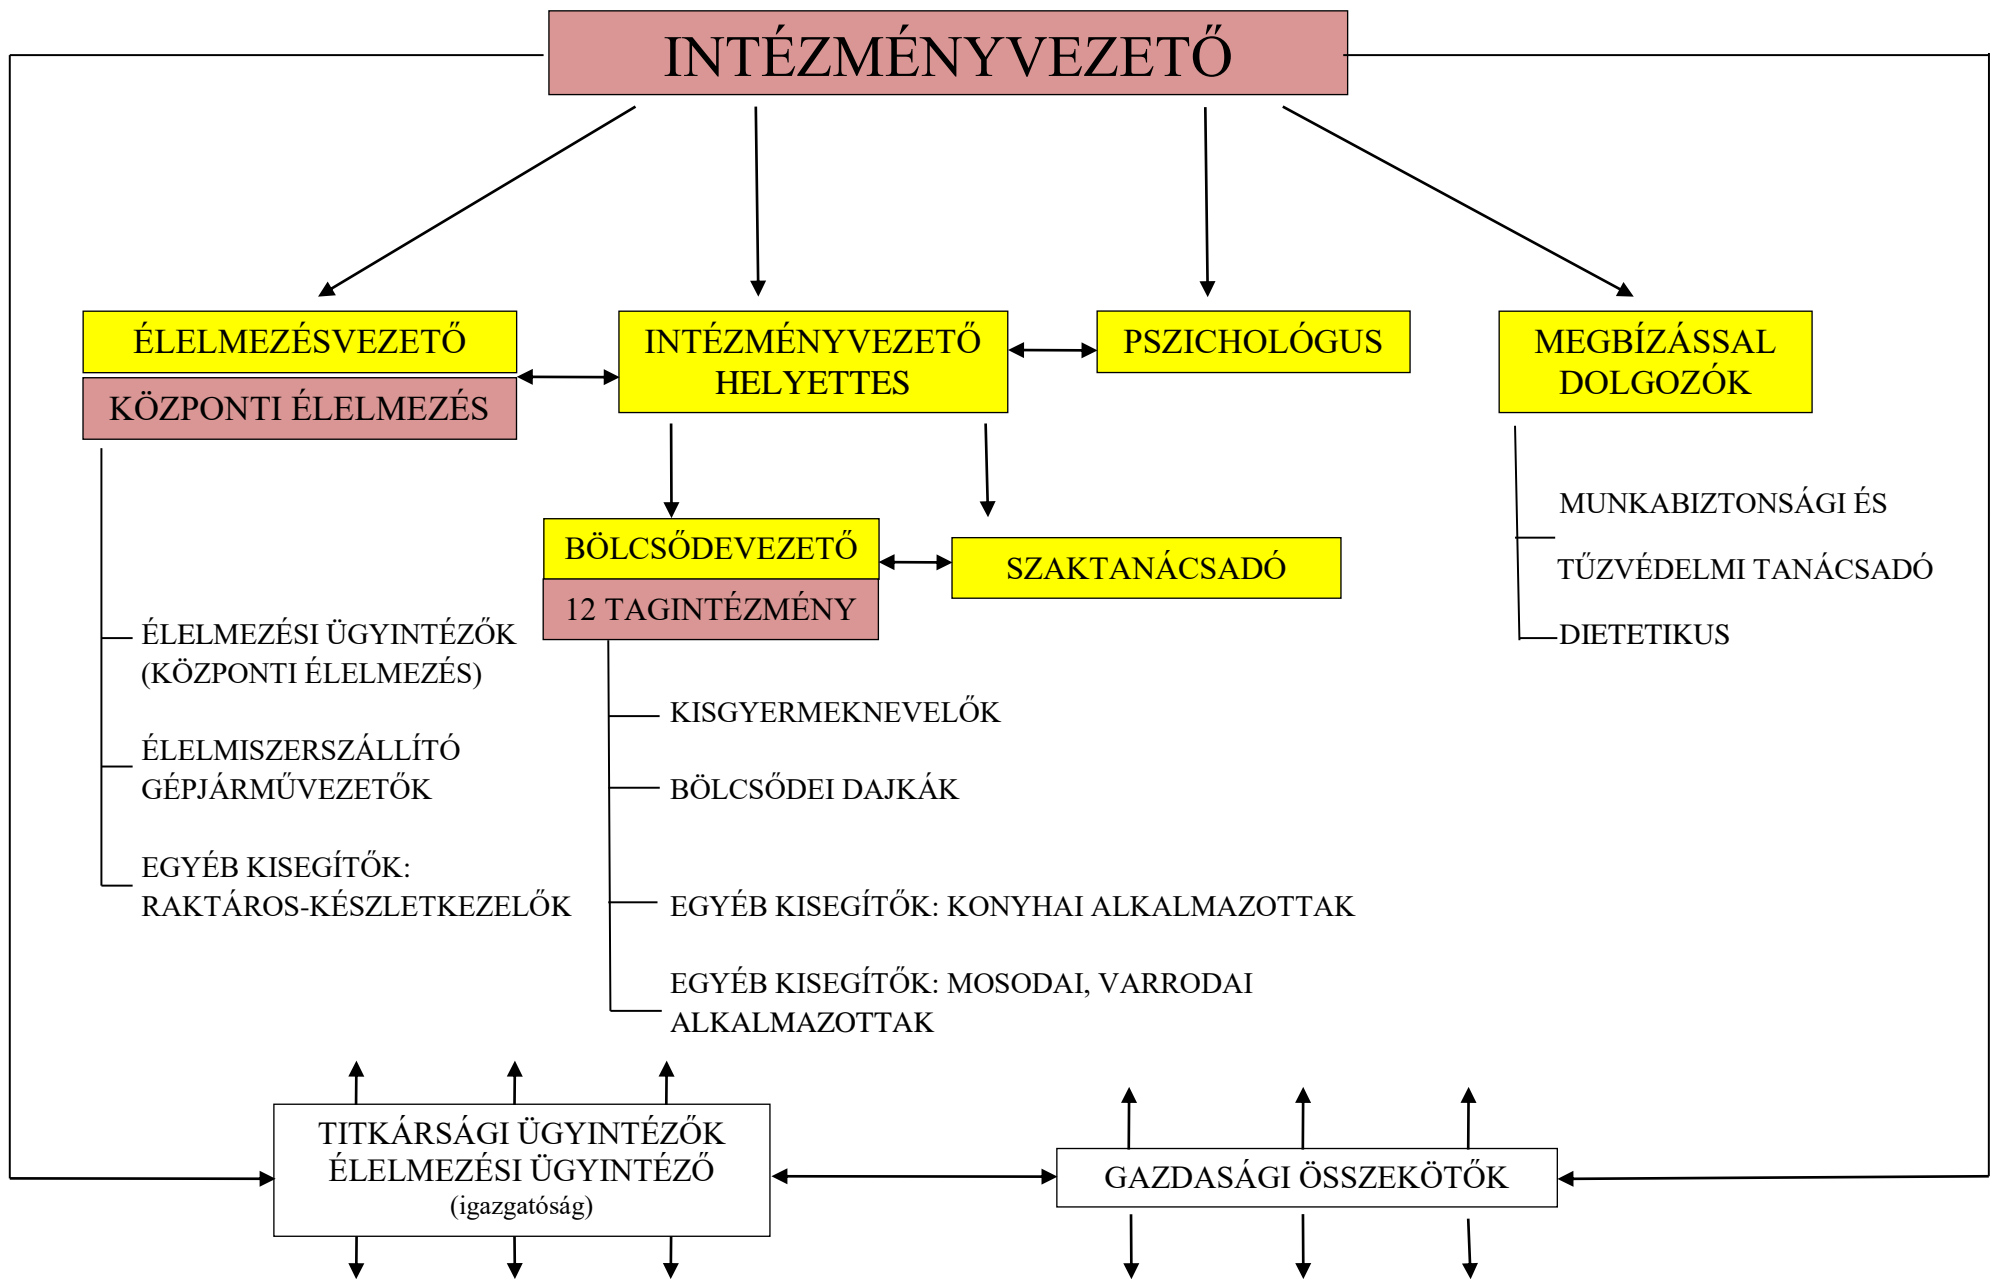 INTÉZMÉNYVEZETŐ
ÉLELMEZÉSVEZETŐ
KÖZPONTI ÉLELMEZÉS
INTÉZMÉNYVEZETŐ
HELYETTES
PSZICHOLÓGUS
MEGBÍZÁSSAL
DOLGOZÓK
BÖLCSŐDEVEZETŐ
12 TAGINTÉZMÉNY
SZAKTANÁCSADÓ
MUNKABIZTONSÁGI ÉS
TŰZVÉDELMI TANÁCSADÓ
DIETETIKUS
ÉLELMEZÉSI ÜGYINTÉZŐK
(KÖZPONTI ÉLELMEZÉS)
ÉLELMISZERSZÁLLÍTÓ
GÉPJÁRMŰVEZETŐK
EGYÉB KISEGÍTŐK:
RAKTÁROS-KÉSZLETKEZELŐK
KISGYERMEKNEVELŐK
BÖLCSŐDEI DAJKÁK
EGYÉB KISEGÍTŐK: KONYHAI ALKALMAZOTTAK
EGYÉB KISEGÍTŐK: MOSODAI, VARRODAI
ALKALMAZOTTAK
TITKÁRSÁGI ÜGYINTÉZŐK
ÉLELMEZÉSI ÜGYINTÉZŐ
(igazgatóság)
GAZDASÁGI ÖSSZEKÖTŐK